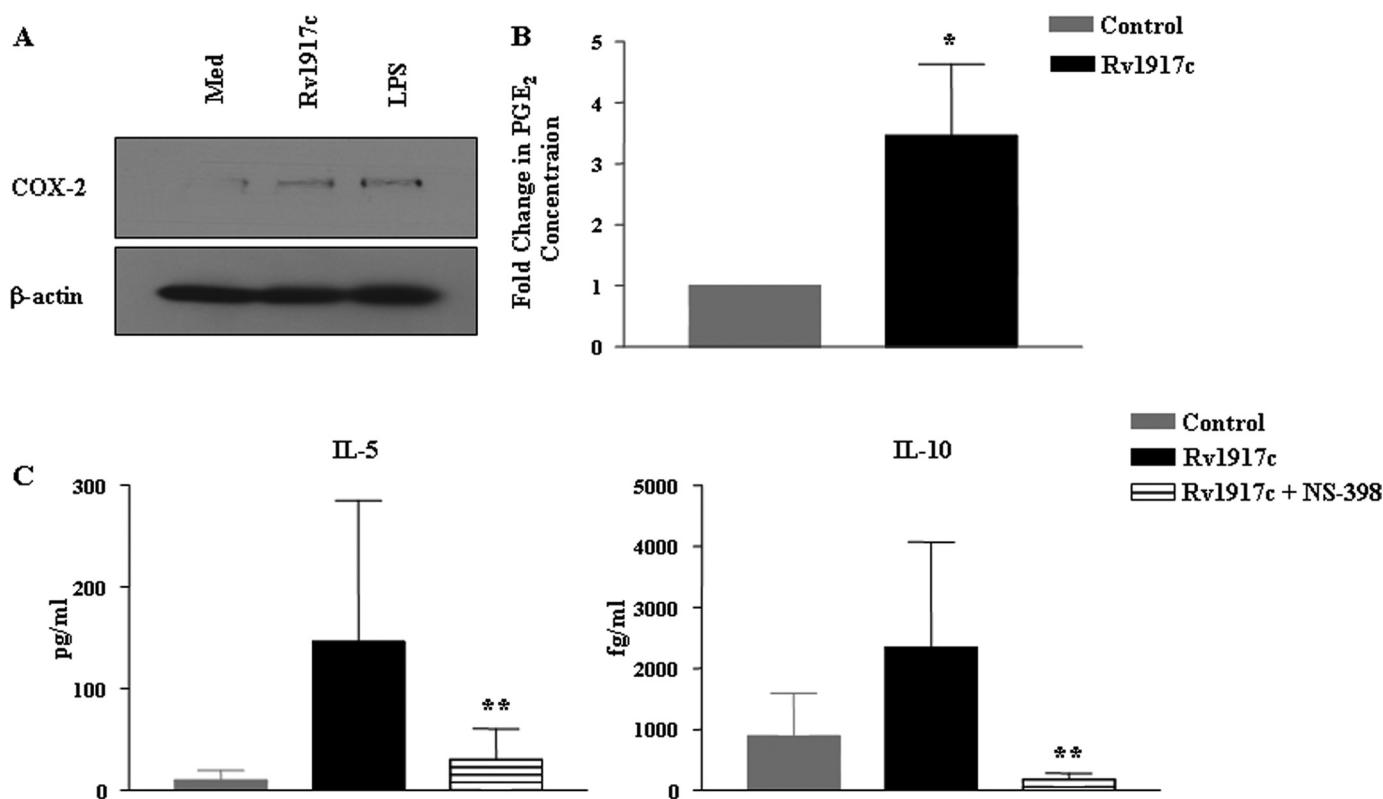 A
Med
Rv1917c
LPS
COX-2
β-actin
B
Fold Change in PGE2
Concentraion
5
4
3
2
1
0
*
Control
Rv1917c
C
IL-5
pg/ml
300
200
100
0
**
IL-10
fg/ml
5000
4000
3000
2000
1000
0
**
Control
Rv1917c
Rv1917c + NS-398